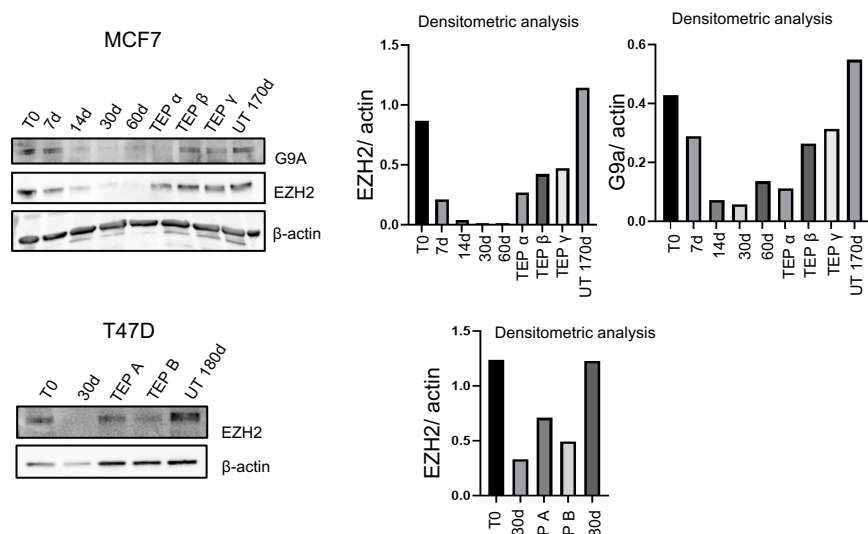 MCF7
T0 7d 14d 30d 60d TEP α TEP β TEP γ UT 170d
G9A
EZH2
β-actin
Densitometric analysis
EZH2/ actin
1.5
1.0
0.5
0.0
T0 7d 14d 30d 60d TEP α TEP β TEP γ UT 170d
Densitometric analysis
G9a/ actin
0.6
0.4
0.2
0.0
T0 7d 14d 30d 60d TEP α TEP β TEP γ UT 170d
T47D
T0 30d TEP A TEP B UT 180d
EZH2
β-actin
Densitometric analysis
EZH2/ actin
1.5
1.0
0.5
0.0
T0 30d P A P B 30d